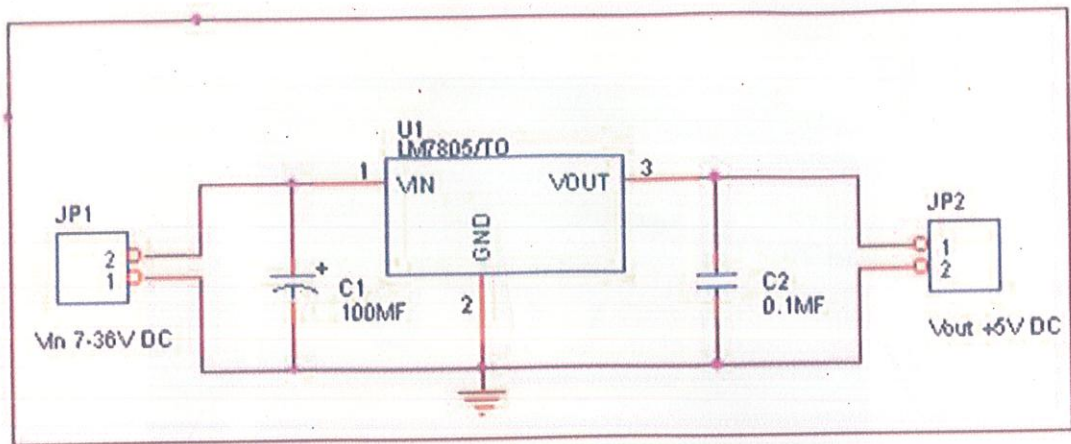 U1
LM7805/TO
1
VIN
VOUT
3
GND
2
JP1
2
1
Vin 7-36V DC
+
C1
100MF
C2
0.1MF
JP2
1
2
Vout +5V DC